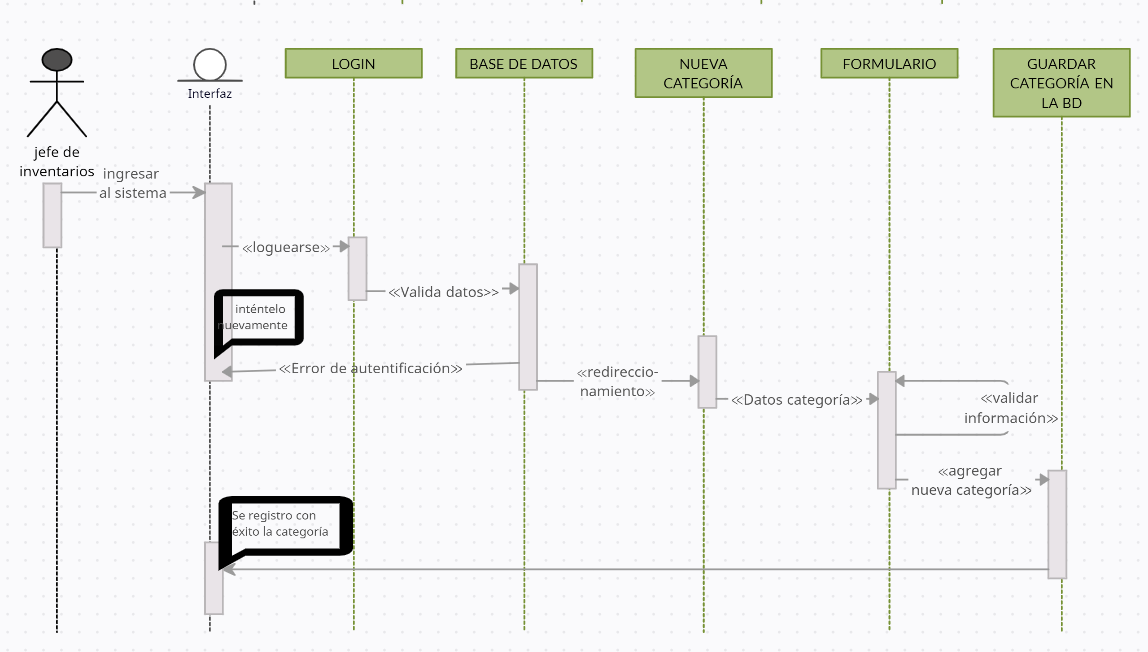 LOGIN
BASE DE DATOS
NUEVA
CATEGORÍA
FORMULARIO
GUARDAR
CATEGORÍA EN
LA BD
Interfaz
jefe de
inventarios
ingresar
al sistema
«loguearse»
«Valida datos>>
inténtelo
nuevamente
«Error de autentificación»
«redireccio-
namiento»
«Datos categoría»
«validar
información»
«agregar
nueva categoría»
Se registro con
éxito la categoría